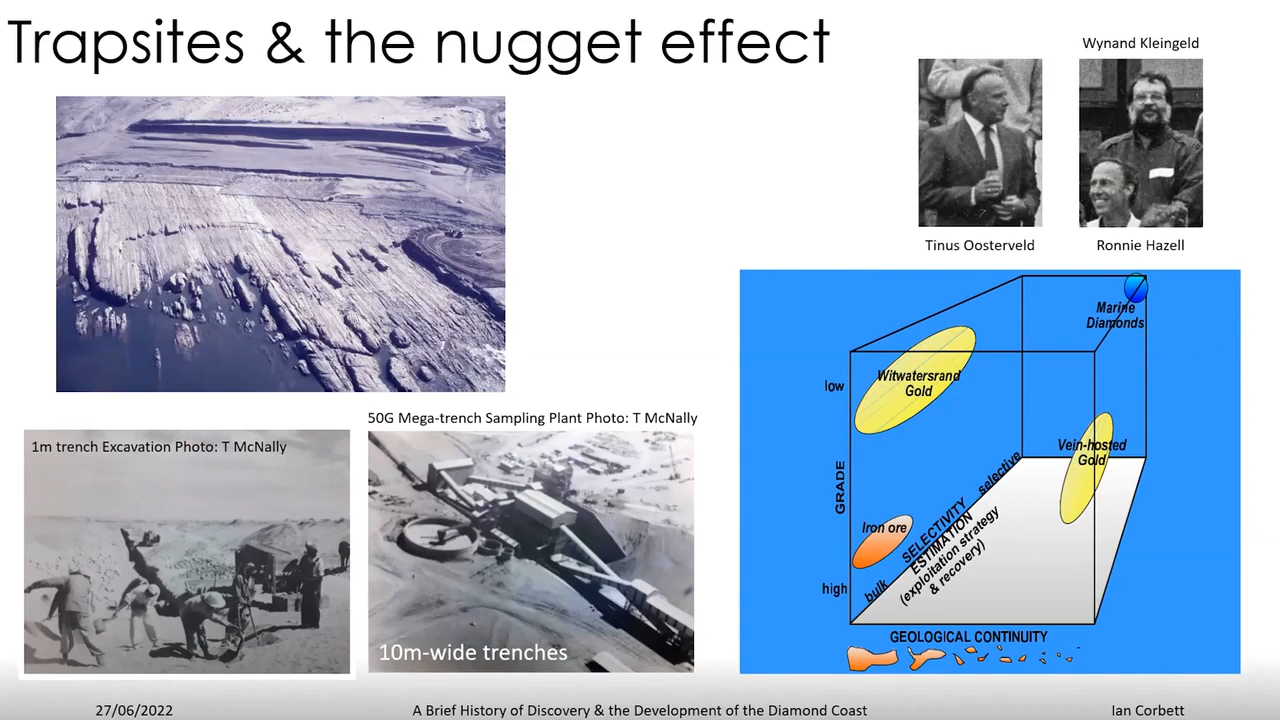 Trapsites & the nugget effect
Wynand Kleingeld
Tinus Oosterveld
Ronnie Hazell
50G Mega-trench Sampling Plant Photo: T McNally
1m trench Excavation Photo: T McNally
10m-wide trenches
Marine
Diamonds
low
Witwatersrand
Gold
Vein-hosted
Gold
GRADE
Iron ore
high
bulk
SELECTIVITY
selective
ESTIMATION
(exploitation strategy
& recovery)
GEOLOGICAL CONTINUITY
27/06/2022
A Brief History of Discovery & the Development of the Diamond Coast
Ian Corbett